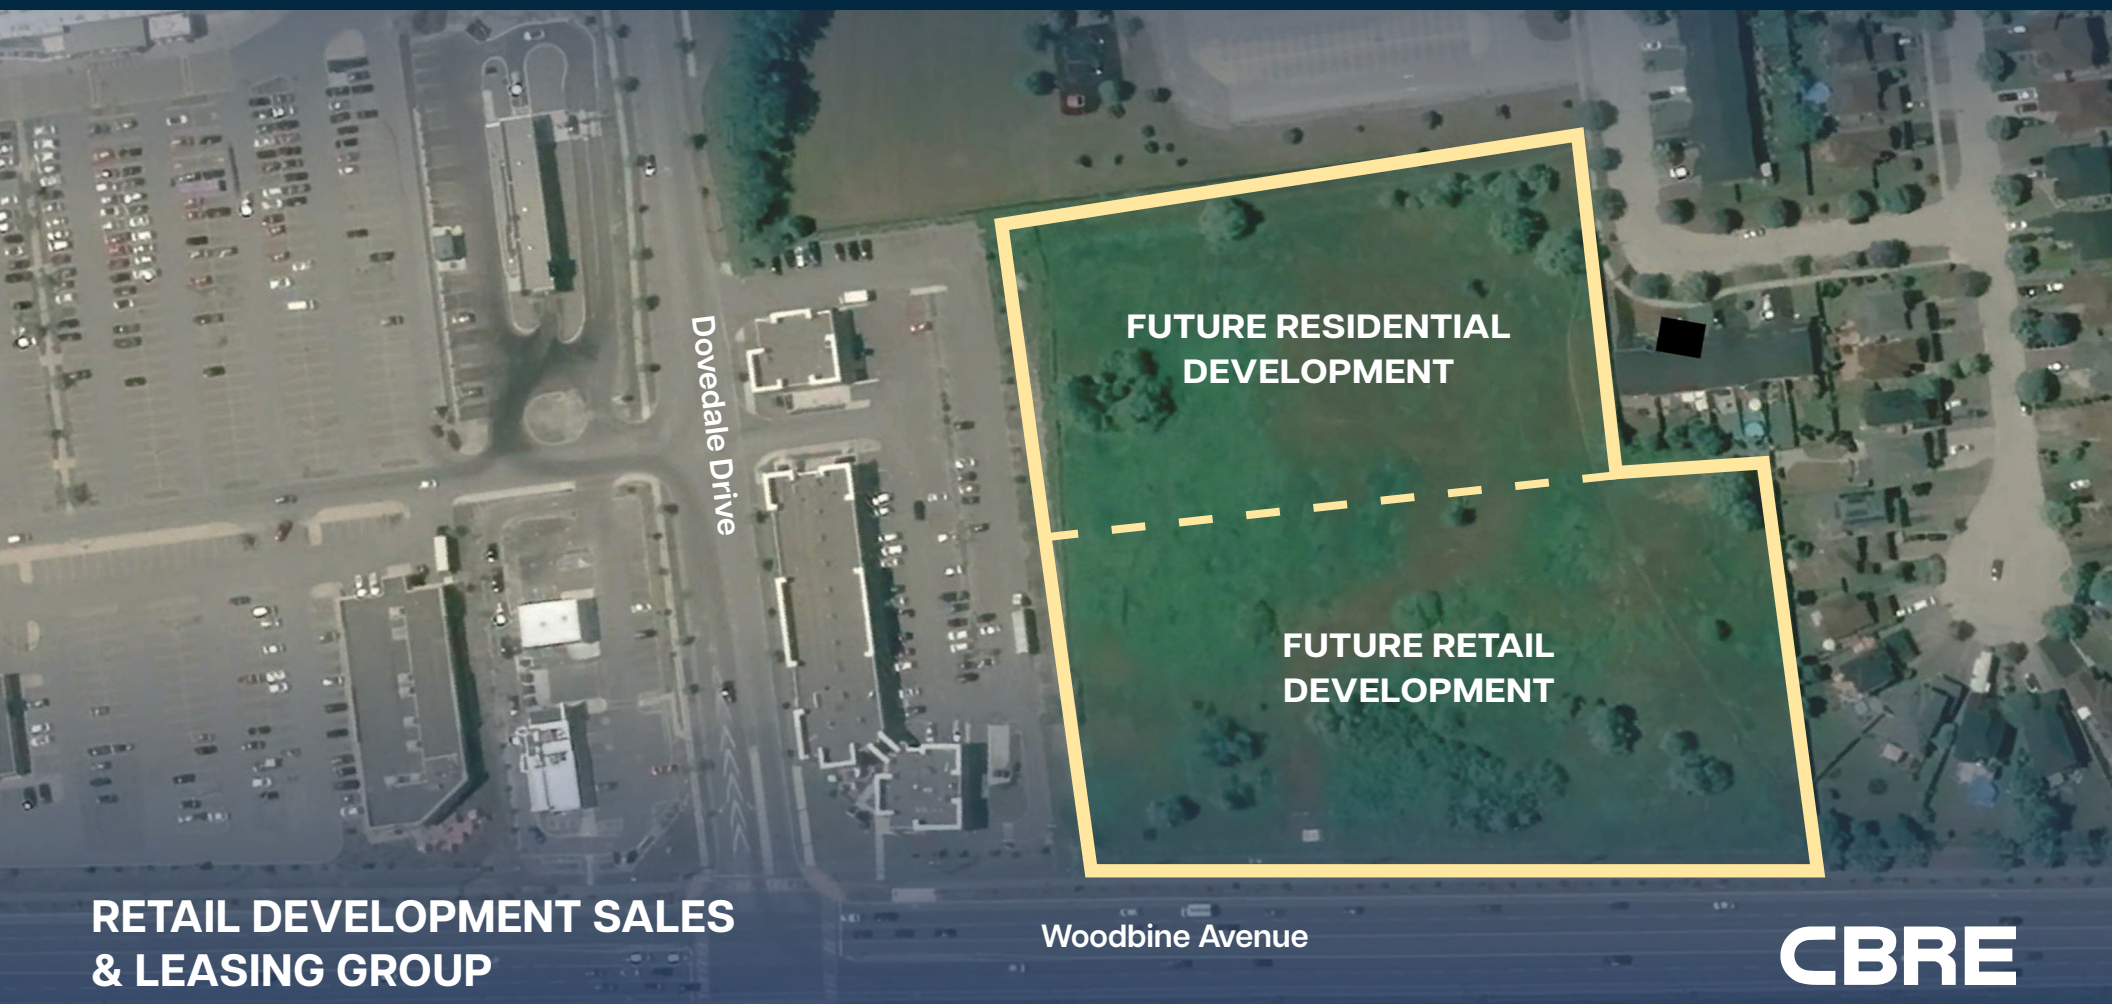 FUTURE RESIDENTIAL
DEVELOPMENT
Dovedale Drive
FUTURE RETAIL
DEVELOPMENT
RETAIL DEVELOPMENT SALES
& LEASING GROUP
Woodbine Avenue
CBRE